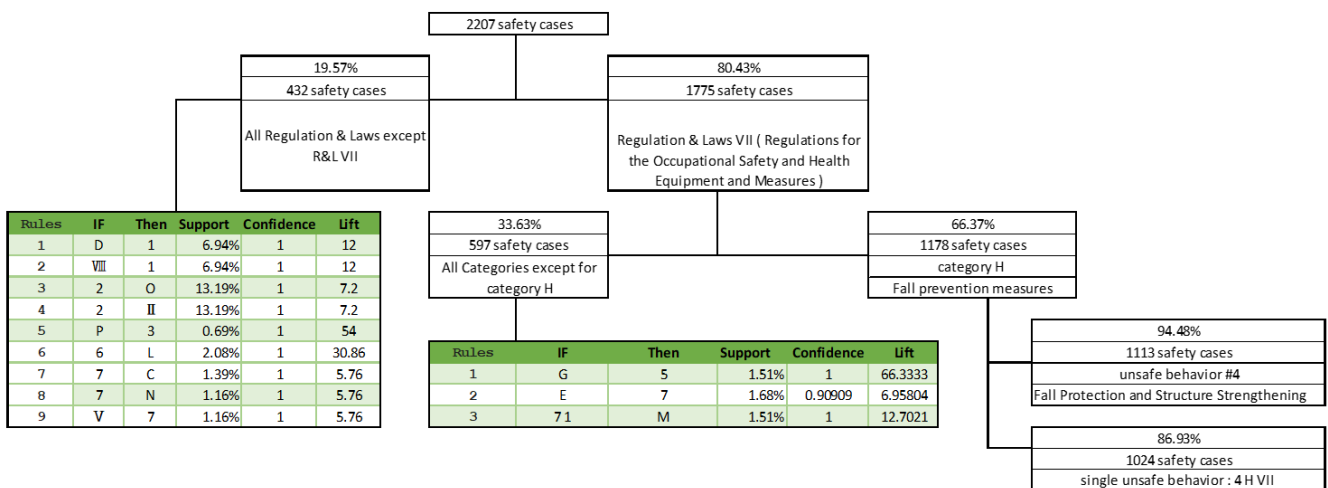 2207 safety cases
19.57%
432 safety cases
All Regulation & Laws except
R&L VII
80.43%
1775 safety cases
Regulation & Laws VII ( Regulations for
the Occupational Safety and Health
Equipment and Measures )
Rules IF Then Support Confidence Lift
1 D 1 6.94% 1 12
2 Ⅷ 1 6.94% 1 12
3 2 O 13.19% 1 7.2
4 2 Ⅱ 13.19% 1 7.2
5 P 3 0.69% 1 54
6 6 L 2.08% 1 30.86
7 7 C 1.39% 1 5.76
8 7 N 1.16% 1 5.76
9 V 7 1.16% 1 5.76
33.63%
597 safety cases
All Categories except for
category H
66.37%
1178 safety cases
category H
Fall prevention measures
Rules IF Then Support Confidence Lift
1 G 5 1.51% 1 66.3333
2 E 7 1.68% 0.90909 6.95804
3 7 1 M 1.51% 1 12.7021
94.48%
1113 safety cases
unsafe behavior #4
Fall Protection and Structure Strengthening
86.93%
1024 safety cases
single unsafe behavior : 4 H VII